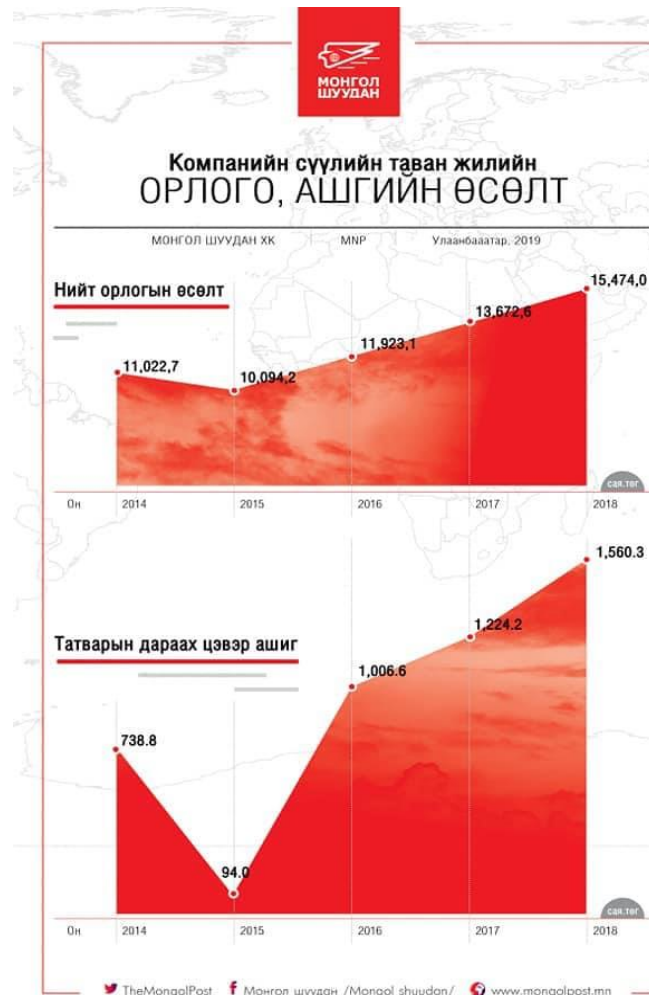 МОНГОЛ
ШУУДАН
Компанийн сүүлийн таван жилийн
ОРЛОГО, АШГИЙН ӨСӨЛТ
МОНГОЛ ШУУДАН ХК MNP Улаанбааатар, 2019
Нийт орлогын өсөлт
11,022,7
10,094,2
11,923,1
13,672,6
15,474,0
сая.төг
Он 2014 2015 2016 2017 2018
Татварын дараах цэвэр ашиг
738.8
94.0
1,006.6
1,224.2
1,560.3
сая.төг
Он 2014 2015 2016 2017 2018
TheMongolPost Монгол шуудан /Mongol shuudan/ www.mongolpost.mn